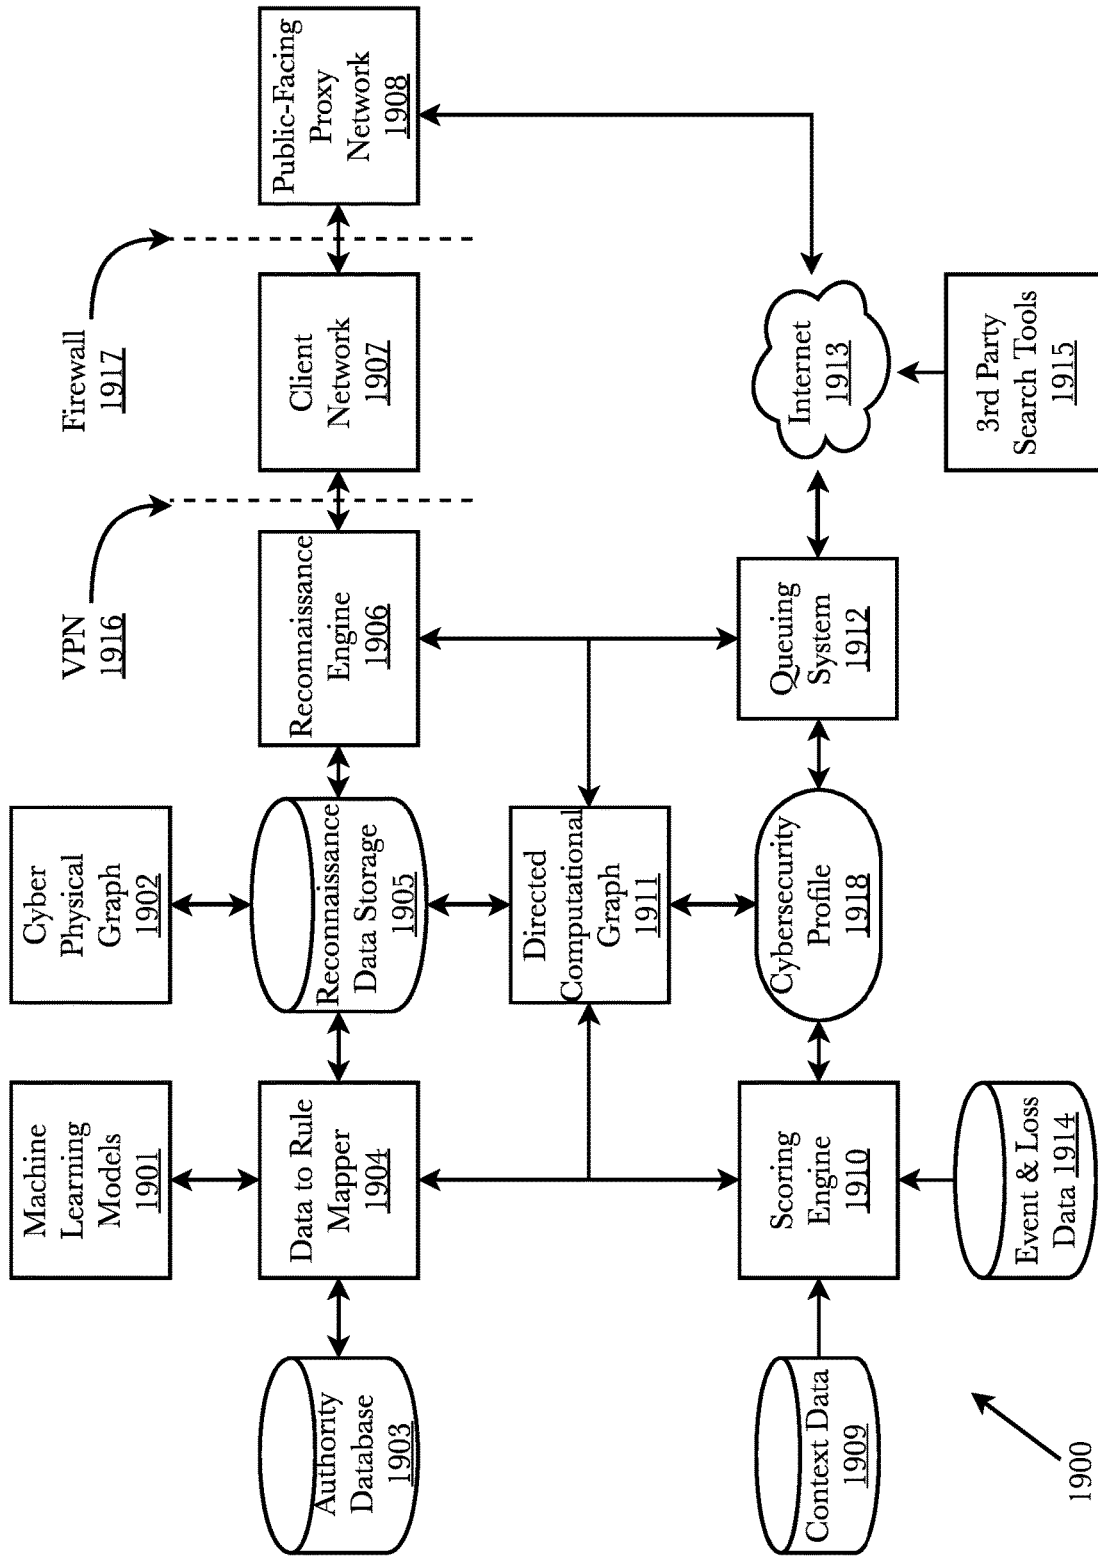 Machine
Learning
Models
1901
Cyber
Physical
Graph
1902
VPN
1916
Firewall
1917
Authority
Database
1903
Data to Rule
Mapper
1904
Reconnaissance
Data Storage
1905
Reconnaissance
Engine
1906
Client
Network
1907
Public-Facing
Proxy
Network
1908
Directed
Computational
Graph
1911
Context Data
1909
Scoring
Engine
1910
Cybersecurity
Profile
1918
Queuing
System
1912
Internet
1913
Event & Loss
Data 1914
3rd Party
Search Tools
1915
1900